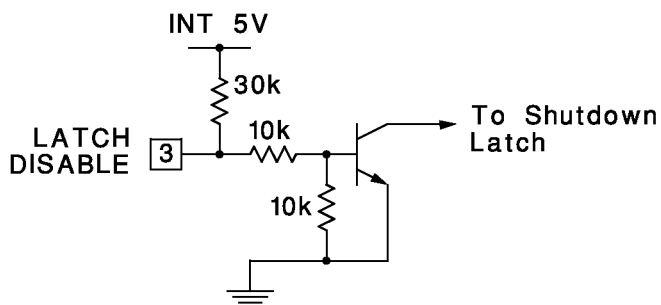 INT 5V
30k
LATCH
DISABLE
3
10k
To Shutdown
Latch
10k